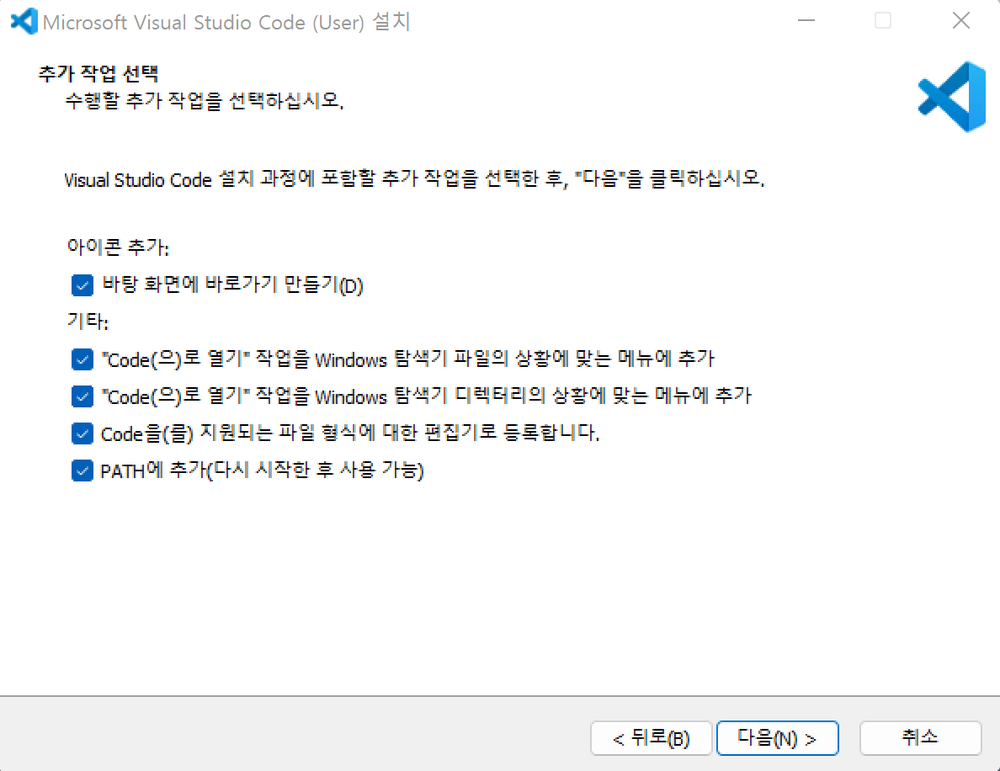 Microsoft Visual Studio Code (User) 설치
추가 작업 선택
수행할 추가 작업을 선택하십시오.
Visual Studio Code 설치 과정에 포함할 추가 작업을 선택한 후, "다음"을 클릭하십시오.
아이콘 추가:
바탕 화면에 바로가기 만들기(D)
기타:
"Code(으)로 열기" 작업을 Windows 탐색기 파일의 상황에 맞는 메뉴에 추가
"Code(으)로 열기" 작업을 Windows 탐색기 디렉터리의 상황에 맞는 메뉴에 추가
Code을(를) 지원되는 파일 형식에 대한 편집기로 등록합니다.
PATH에 추가(다시 시작한 후 사용 가능)
< 뒤로(B) 다음(N) > 취소